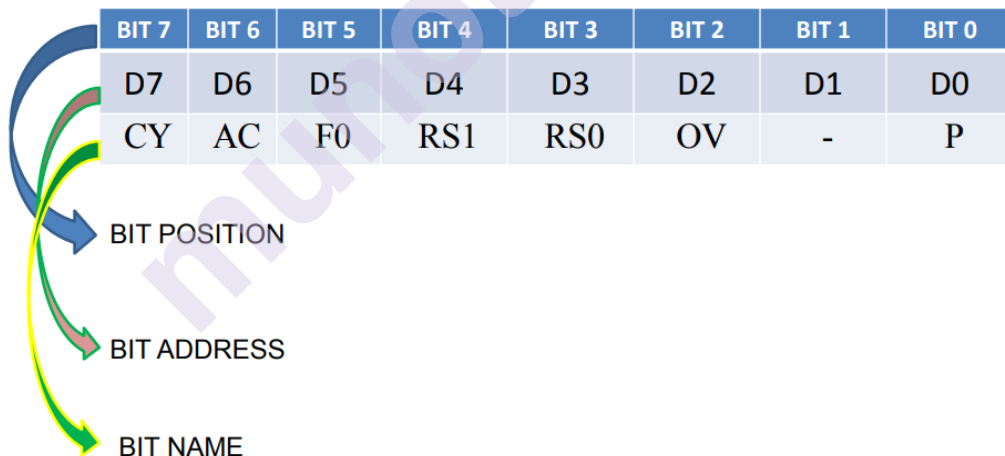 BIT 7 BIT 6 BIT 5 BIT 4 BIT 3 BIT 2 BIT 1 BIT 0
D7 D6 D5 D4 D3 D2 D1 D0
CY AC F0 RS1 RS0 OV - P
BIT POSITION
BIT ADDRESS
BIT NAME
muno